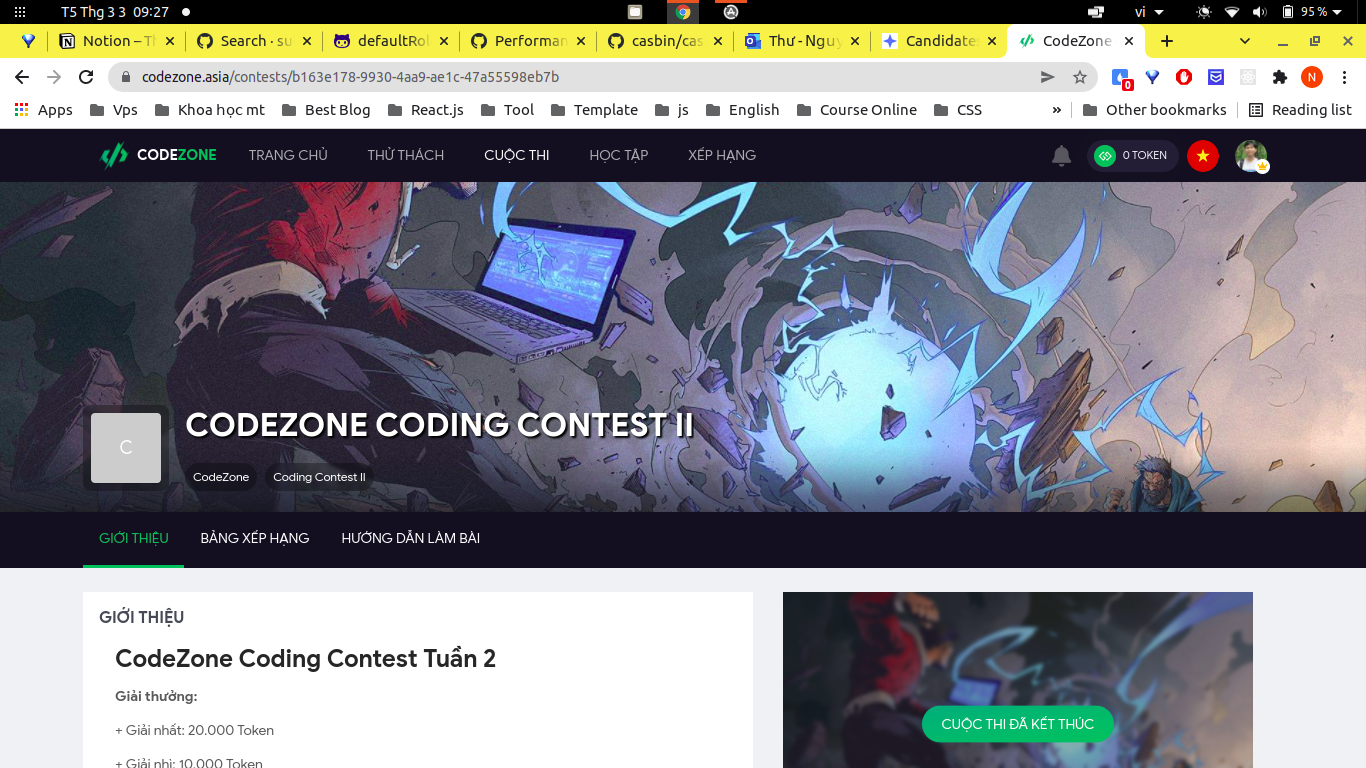 T5 Thg 3 3 09:27
vi
95 %
Notion – Th
Search · su
defaultRol
Performan
casbin/cas
Thư - Nguy
Candidate
CodeZone
codezone.asia/contests/b163e178-9930-4aa9-ae1c-47a55598eb7b
0
N
Apps
Vps
Khoa học mt
Best Blog
React.js
Tool
Template
js
English
Course Online
CSS
»
Other bookmarks
Reading list
CODEZONE
TRANG CHỦ
THỬ THÁCH
CUỘC THI
HỌC TẬP
XẾP HẠNG
0 TOKEN
C
CODEZONE CODING CONTEST II
CodeZone
Coding Contest II
GIỚI THIỆU
BẢNG XẾP HẠNG
HƯỚNG DẪN LÀM BÀI
GIỚI THIỆU
CodeZone Coding Contest Tuần 2
Giải thưởng:
+ Giải nhất: 20.000 Token
+ Giải nhì: 10.000 Token
CUỘC THI ĐÃ KẾT THÚC